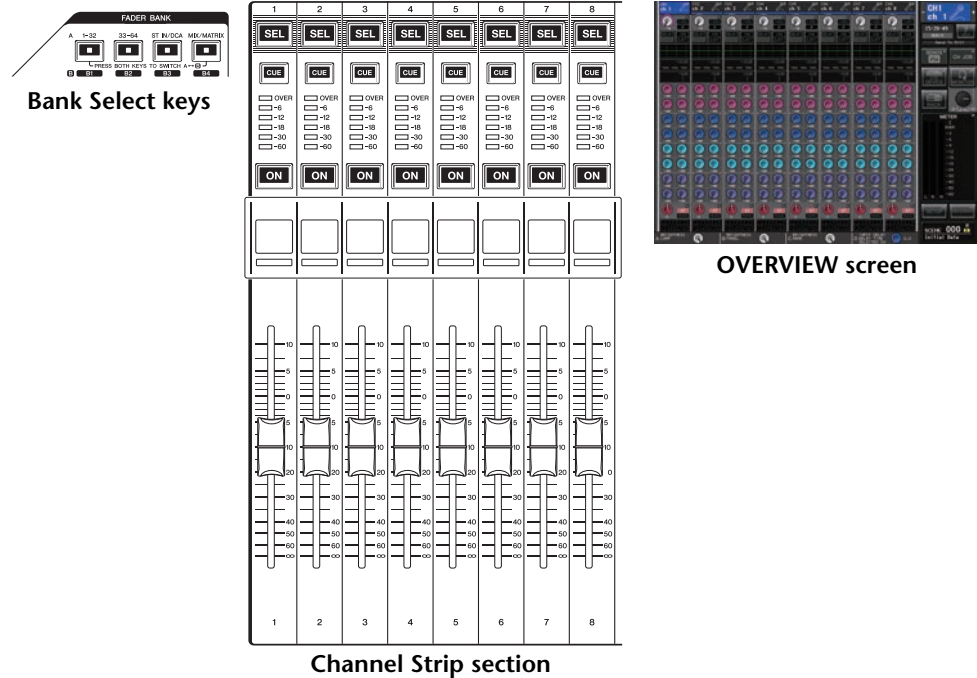 FADER BANK
A 1-32 33-64 ST IN/DCA MIX/MATRIX
PRESS BOTH KEYS TO SWITCH A↔B
B B1 B2 B3 B4
Bank Select keys
1 2 3 4 5 6 7 8
SEL SEL SEL SEL SEL SEL SEL SEL
CUE CUE CUE CUE CUE CUE CUE CUE
OVER OVER OVER OVER OVER OVER OVER OVER
-6 -6 -6 -6 -6 -6 -6 -6
-12 -12 -12 -12 -12 -12 -12 -12
-18 -18 -18 -18 -18 -18 -18 -18
-30 -30 -30 -30 -30 -30 -30 -30
-60 -60 -60 -60 -60 -60 -60 -60
ON ON ON ON ON ON ON ON
10 10 10 10 10 10 10 10
5 5 5 5 5 5 5 5
0 0 0 0 0 0 0 0
5 5 5 5 5 5 5 5
10 10 10 10 10 10 10 10
20 20 20 20 20 20 20 0
30 30 30 30 30 30 30 30
40 40 40 40 40 40 40 40
50 50 50 50 50 50 50 50
60 60 60 60 60 60 60 60
∞ ∞ ∞ ∞ ∞ ∞ ∞ ∞
1 2 3 4 5 6 7 8
Channel Strip section
CH1
ch 1
CH JOB
METER
SCENE 000
Initial Data
OVERVIEW screen